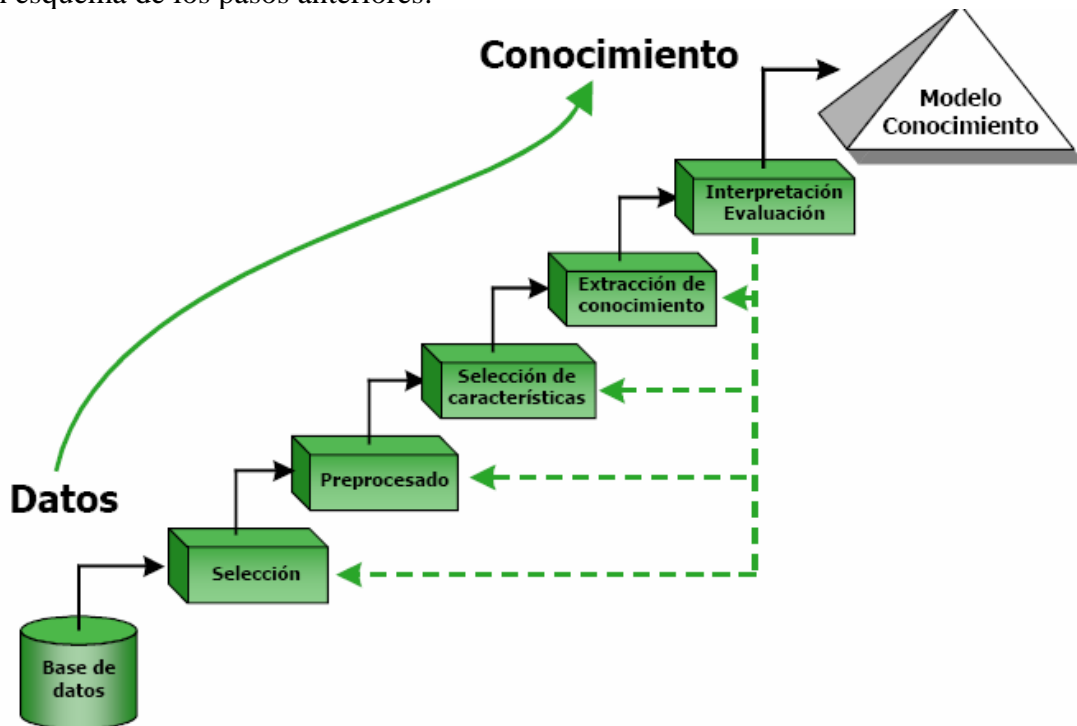 esquema de los pasos anteriores:
Conocimiento
Modelo
Conocimiento
Interpretación
Evaluación
Extracción de
conocimiento
Selección de
características
Preprocesado
Datos
Selección
Base de
datos